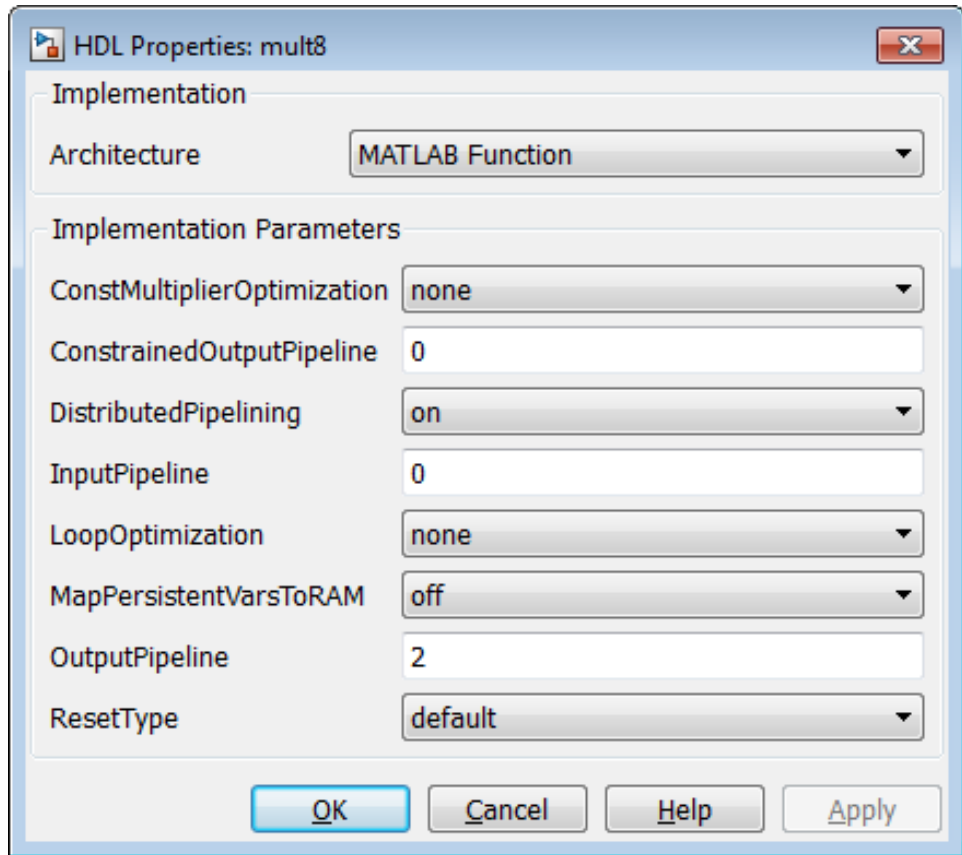 HDL Properties: mult8
Implementation
Architecture MATLAB Function
Implementation Parameters
ConstMultiplierOptimization none
ConstrainedOutputPipeline 0
DistributedPipelining on
InputPipeline 0
LoopOptimization none
MapPersistentVarsToRAM off
OutputPipeline 2
ResetType default
OK Cancel Help Apply